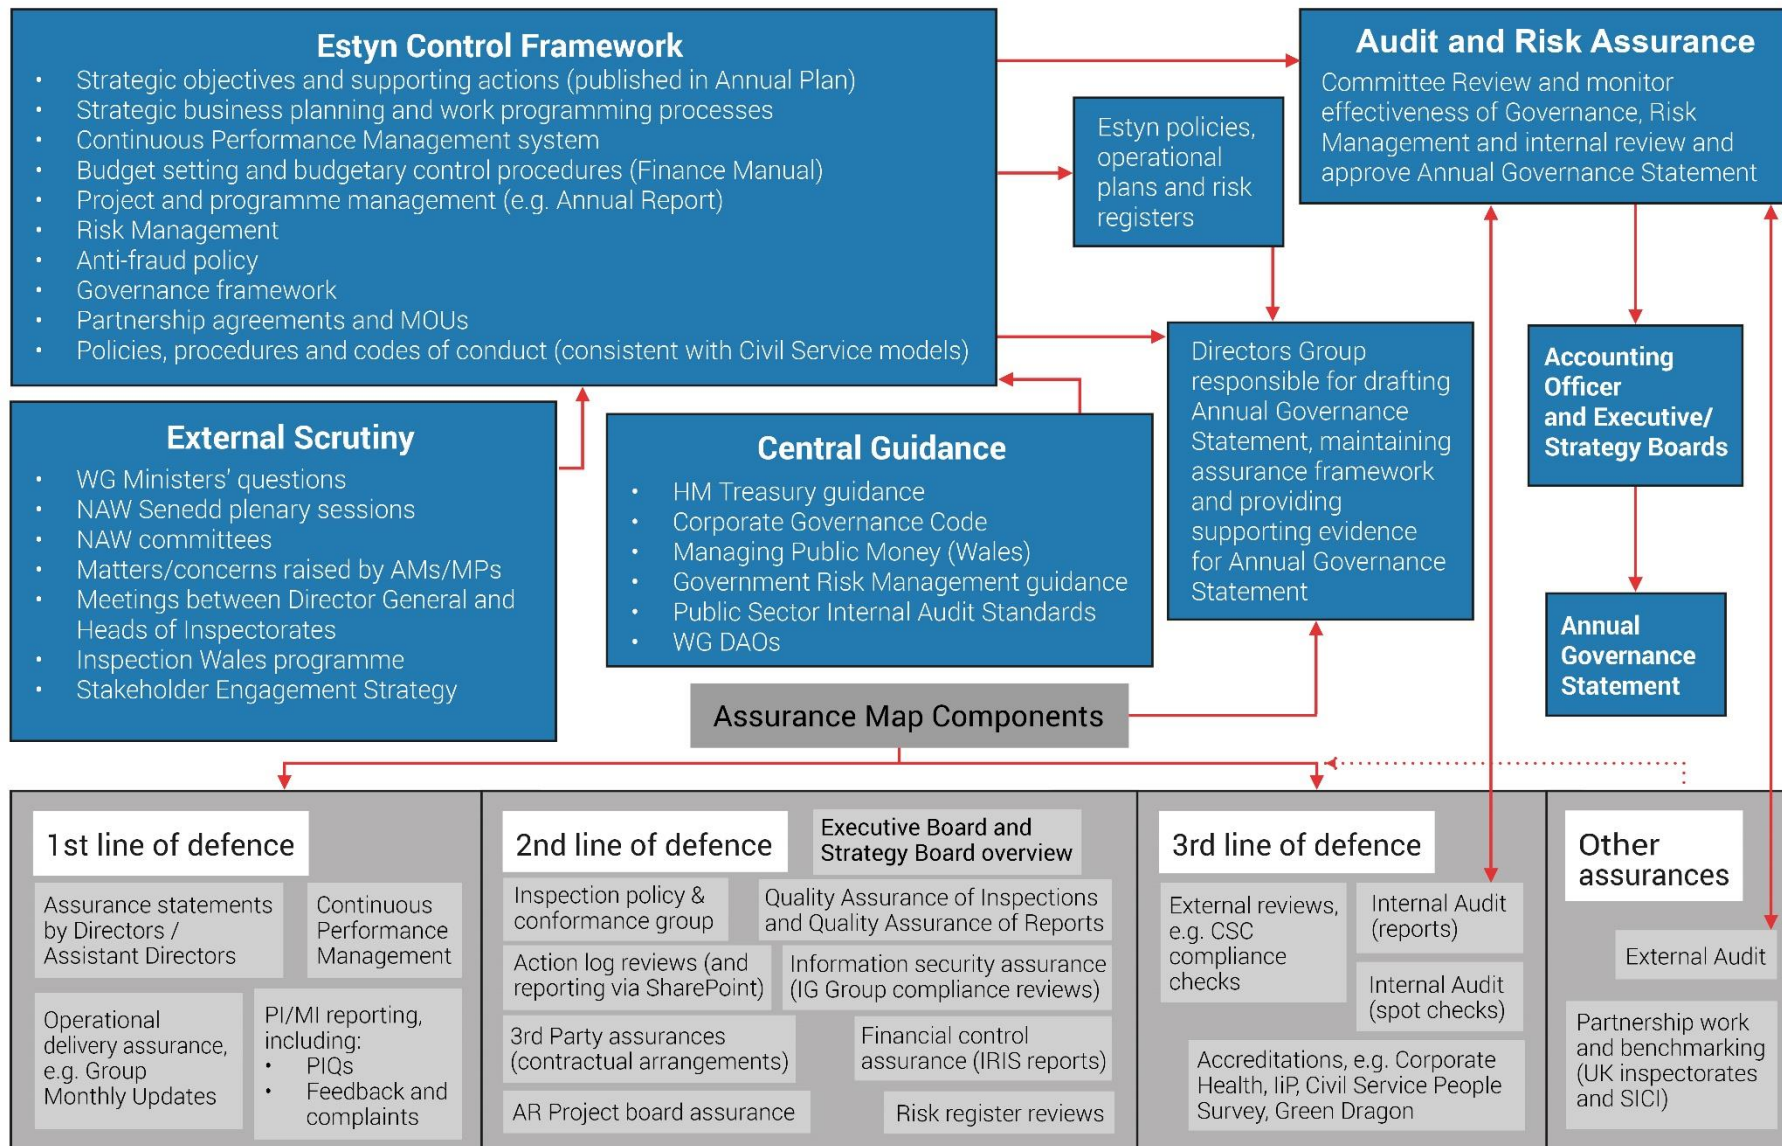 Estyn Control Framework
• Strategic objectives and supporting actions (published in Annual Plan)
• Strategic business planning and work programming processes
• Continuous Performance Management system
• Budget setting and budgetary control procedures (Finance Manual)
• Project and programme management (e.g. Annual Report)
• Risk Management
• Anti-fraud policy
• Governance framework
• Partnership agreements and MOUs
• Policies, procedures and codes of conduct (consistent with Civil Service models)
Estyn policies,
operational
plans and risk
registers
Audit and Risk Assurance
Committee Review and monitor
effectiveness of Governance, Risk
Management and internal review and
approve Annual Governance Statement
External Scrutiny
• WG Ministers' questions
• NAW Senedd plenary sessions
• NAW committees
• Matters/concerns raised by AMs/MPs
• Meetings between Director General and
Heads of Inspectorates
• Inspection Wales programme
• Stakeholder Engagement Strategy
Central Guidance
• HM Treasury guidance
• Corporate Governance Code
• Managing Public Money (Wales)
• Government Risk Management guidance
• Public Sector Internal Audit Standards
• WG DAOs
Directors Group
responsible for drafting
Annual Governance
Statement, maintaining
assurance framework
and providing
supporting evidence
for Annual Governance
Statement
Accounting
Officer
and Executive/
Strategy Boards
Annual
Governance
Statement
Assurance Map Components
1st line of defence
Assurance statements
by Directors /
Assistant Directors
Continuous
Performance
Management
Operational
delivery assurance,
e.g. Group
Monthly Updates
PI/MI reporting,
including:
• PIQs
• Feedback and
complaints
2nd line of defence
Executive Board and
Strategy Board overview
Inspection policy &
conformance group
Quality Assurance of Inspections
and Quality Assurance of Reports
Action log reviews (and
reporting via SharePoint)
Information security assurance
(IG Group compliance reviews)
3rd Party assurances
(contractual arrangements)
Financial control
assurance (IRIS reports)
AR Project board assurance
Risk register reviews
3rd line of defence
External reviews,
e.g. CSC
compliance
checks
Internal Audit
(reports)
Internal Audit
(spot checks)
Accreditations, e.g. Corporate
Health, IiP, Civil Service People
Survey, Green Dragon
Other
assurances
External Audit
Partnership work
and benchmarking
(UK inspectorates
and SICI)